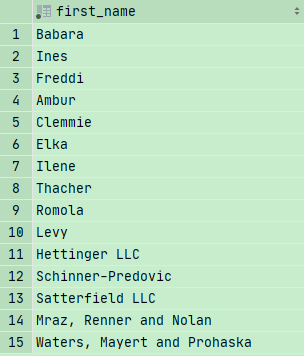 first_name
1 Babara
2 Ines
3 Freddi
4 Ambur
5 Clemmie
6 Elka
7 Ilene
8 Thacher
9 Romola
10 Levy
11 Hettinger LLC
12 Schinner-Predovic
13 Satterfield LLC
14 Mraz, Renner and Nolan
15 Waters, Mayert and Prohaska